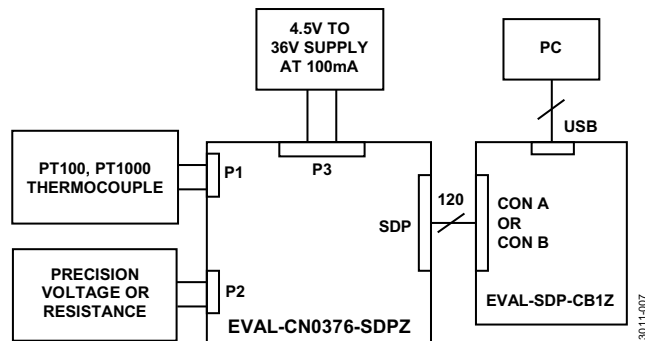 4.5V TO
36V SUPPLY
AT 100mA
PC
USB
PT100, PT1000
THERMOCOUPLE
P1
P3
120
SDP
CON A
OR
CON B
PRECISION
VOLTAGE OR
RESISTANCE
P2
EVAL-CN0376-SDPZ
EVAL-SDP-CB1Z
13011-007